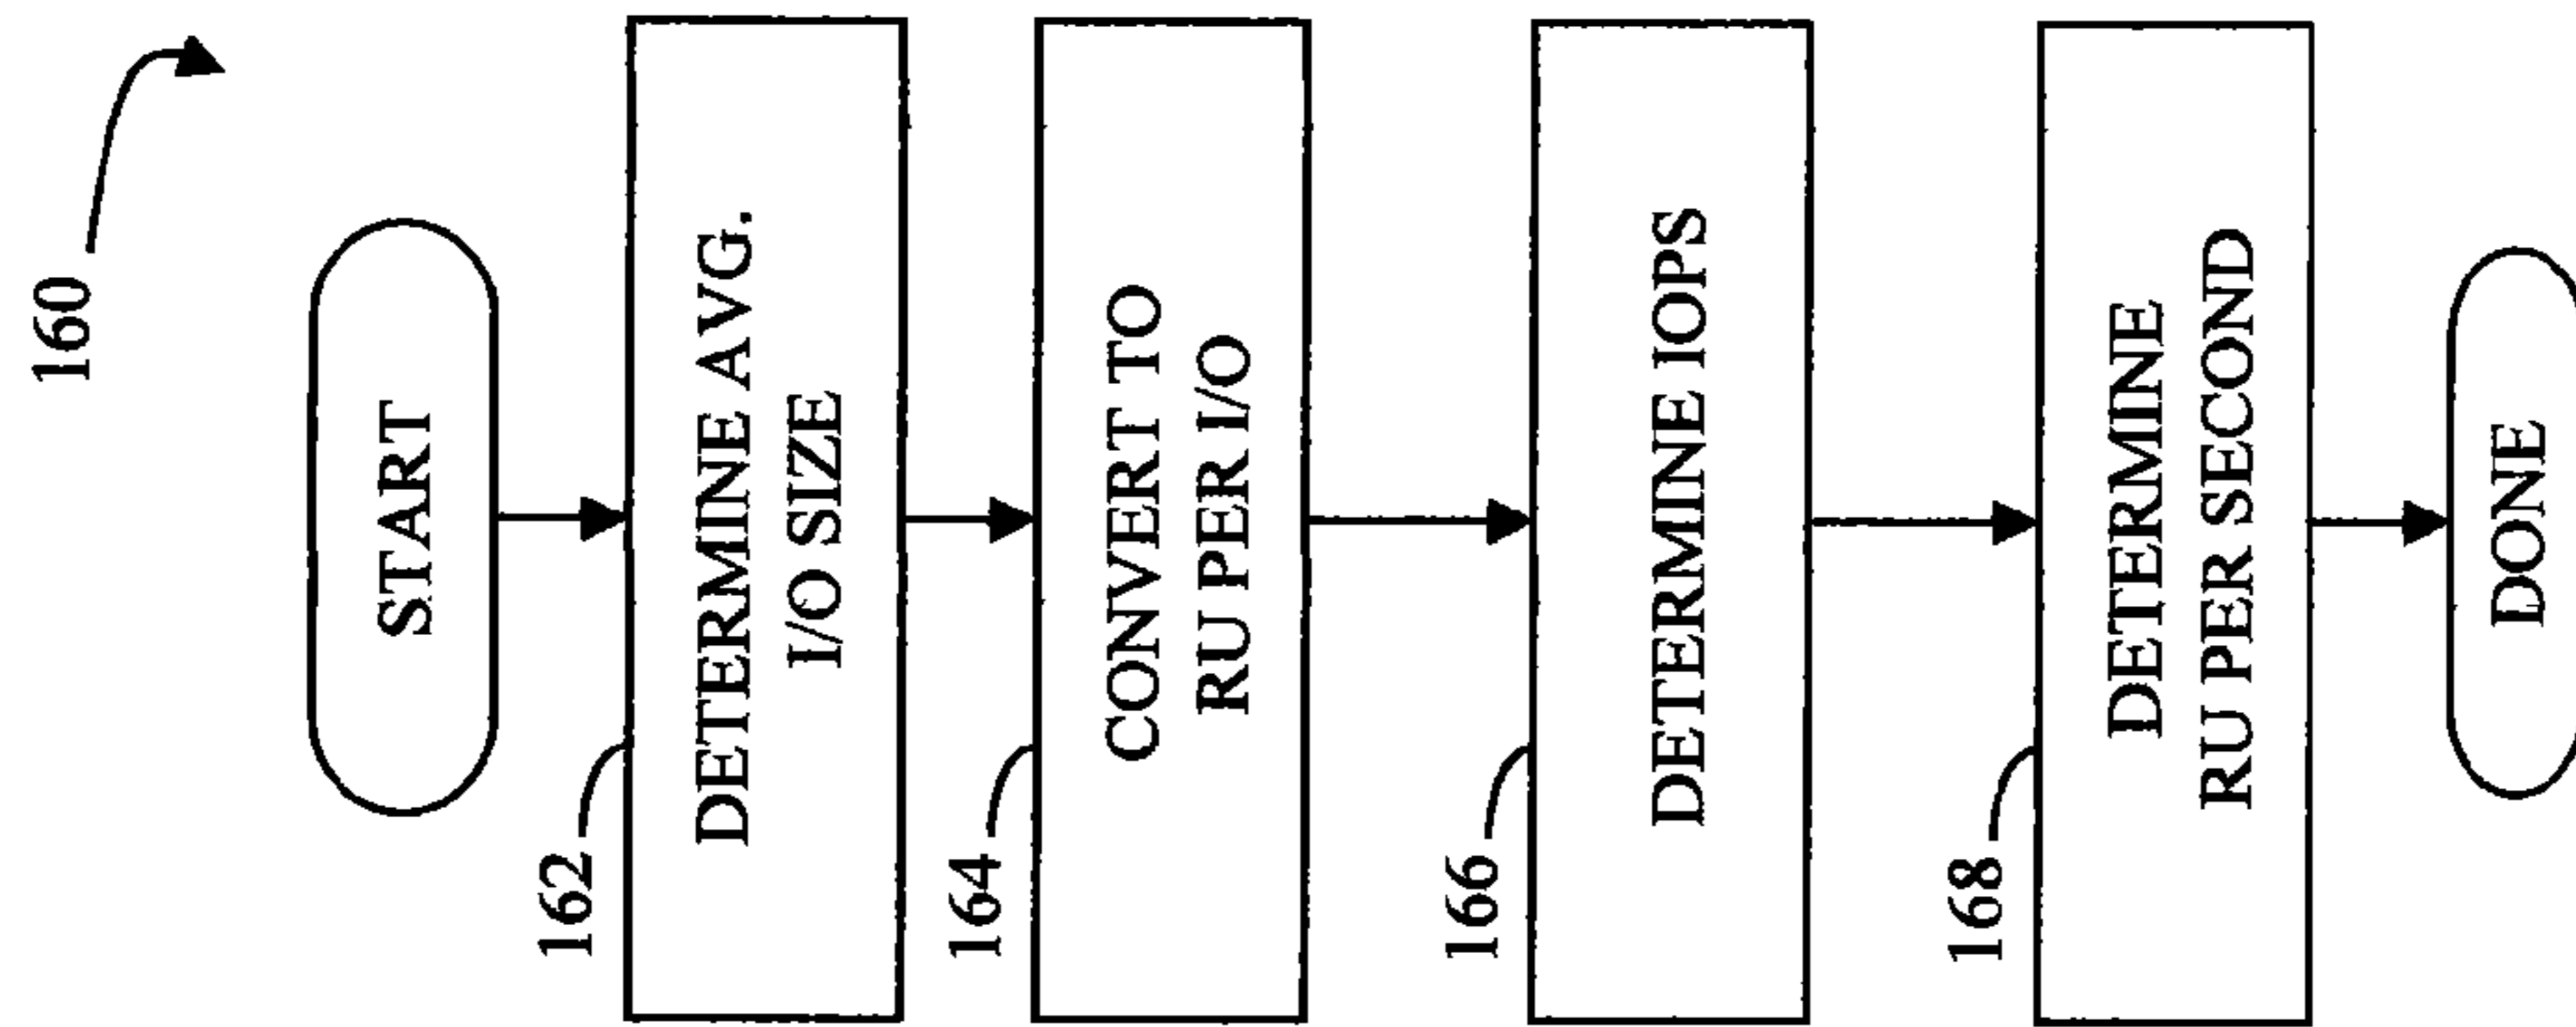 160
START
162
DETERMINE AVG.
I/O SIZE
164
CONVERT TO
RU PER I/O
166
DETERMINE IOPS
168
DETERMINE
RU PER SECOND
DONE